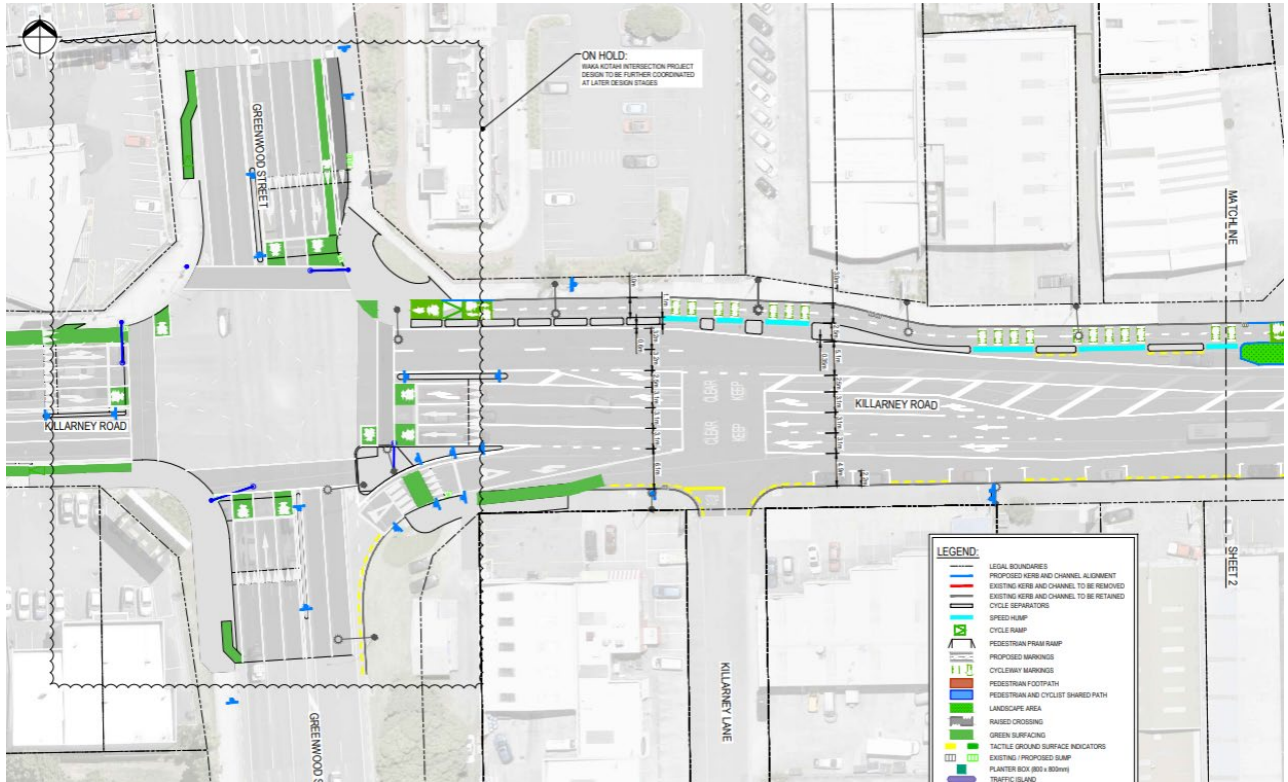 ON HOLD:
WAKA KOTAHI INTERSECTION PROJECT
DESIGN TO BE FURTHER COORDINATED
AT LATER DESIGN STAGES
GREENWOOD STREET
MATCHLINE
KILLARNEY ROAD
CLEAR
KEEP
CLEAR
KEEP
KILLARNEY ROAD
SHEET 2
KILLARNEY LANE
GREENWOOD S
LEGEND:
LEGAL BOUNDARIES
PROPOSED KERB AND CHANNEL ALIGNMENT
EXISTING KERB AND CHANNEL TO BE REMOVED
EXISTING KERB AND CHANNEL TO BE RETAINED
CYCLE SEPARATORS
SPEED HUMP
CYCLE RAMP
PEDESTRIAN PRAM RAMP
PROPOSED MARKINGS
CYCLEWAY MARKINGS
PEDESTRIAN FOOTPATH
PEDESTRIAN AND CYCLIST SHARED PATH
LANDSCAPE AREA
RAISED CROSSING
GREEN SURFACING
TACTILE GROUND SURFACE INDICATORS
EXISTING / PROPOSED SUMP
PLANTER BOX (800 x 800mm)
TRAFFIC ISLAND